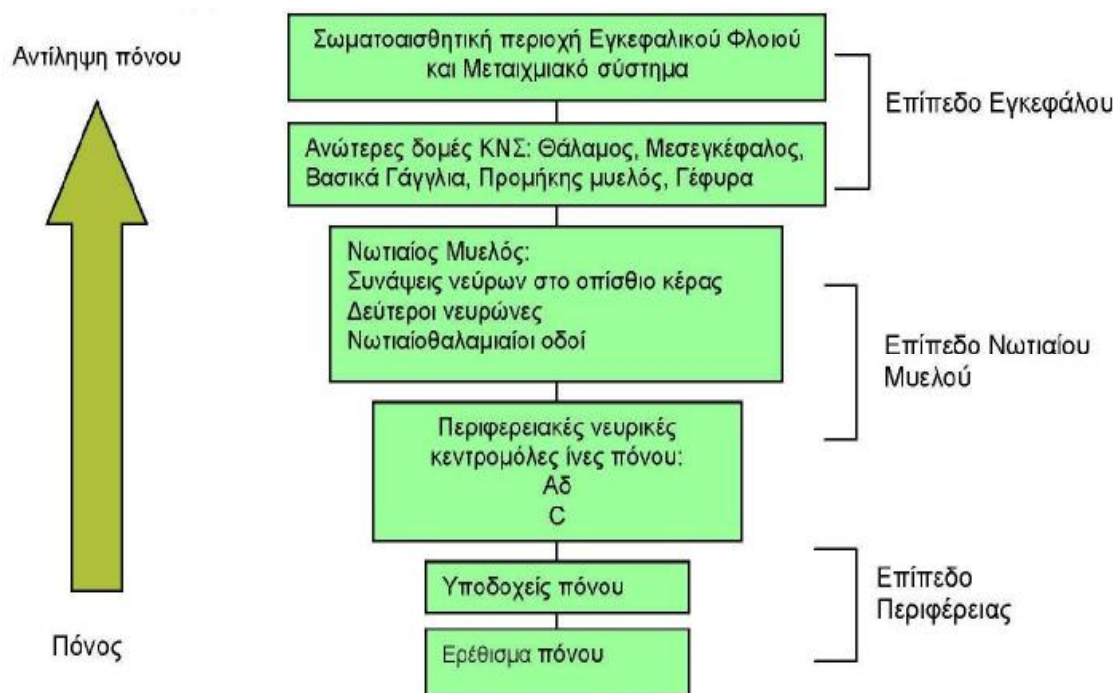 Αντίληψη πόνου
Σωματοαισθητική περιοχή Εγκεφαλικού Φλοιού
και Μεταιχμιακό σύστημα
Επίπεδο Εγκεφάλου
Ανώτερες δομές ΚΝΣ: Θάλαμος, Μεσεγκέφαλος,
Βασικά Γάγγλια, Προμήκης μυελός, Γέφυρα
Νωτιαίος Μυελός:
Συνάψεις νεύρων στο οπίσθιο κέρας
Δεύτεροι νευρώνες
Νωτιαίοθαλαμιαίοι οδοί
Επίπεδο Νωτιαίου
Μυελού
Περιφερειακές νευρικές
κεντρομόλες ίνες πόνου:
Αδ
C
Υποδοχείς πόνου
Επίπεδο
Περιφέρειας
Ερέθισμα πόνου
Πόνος